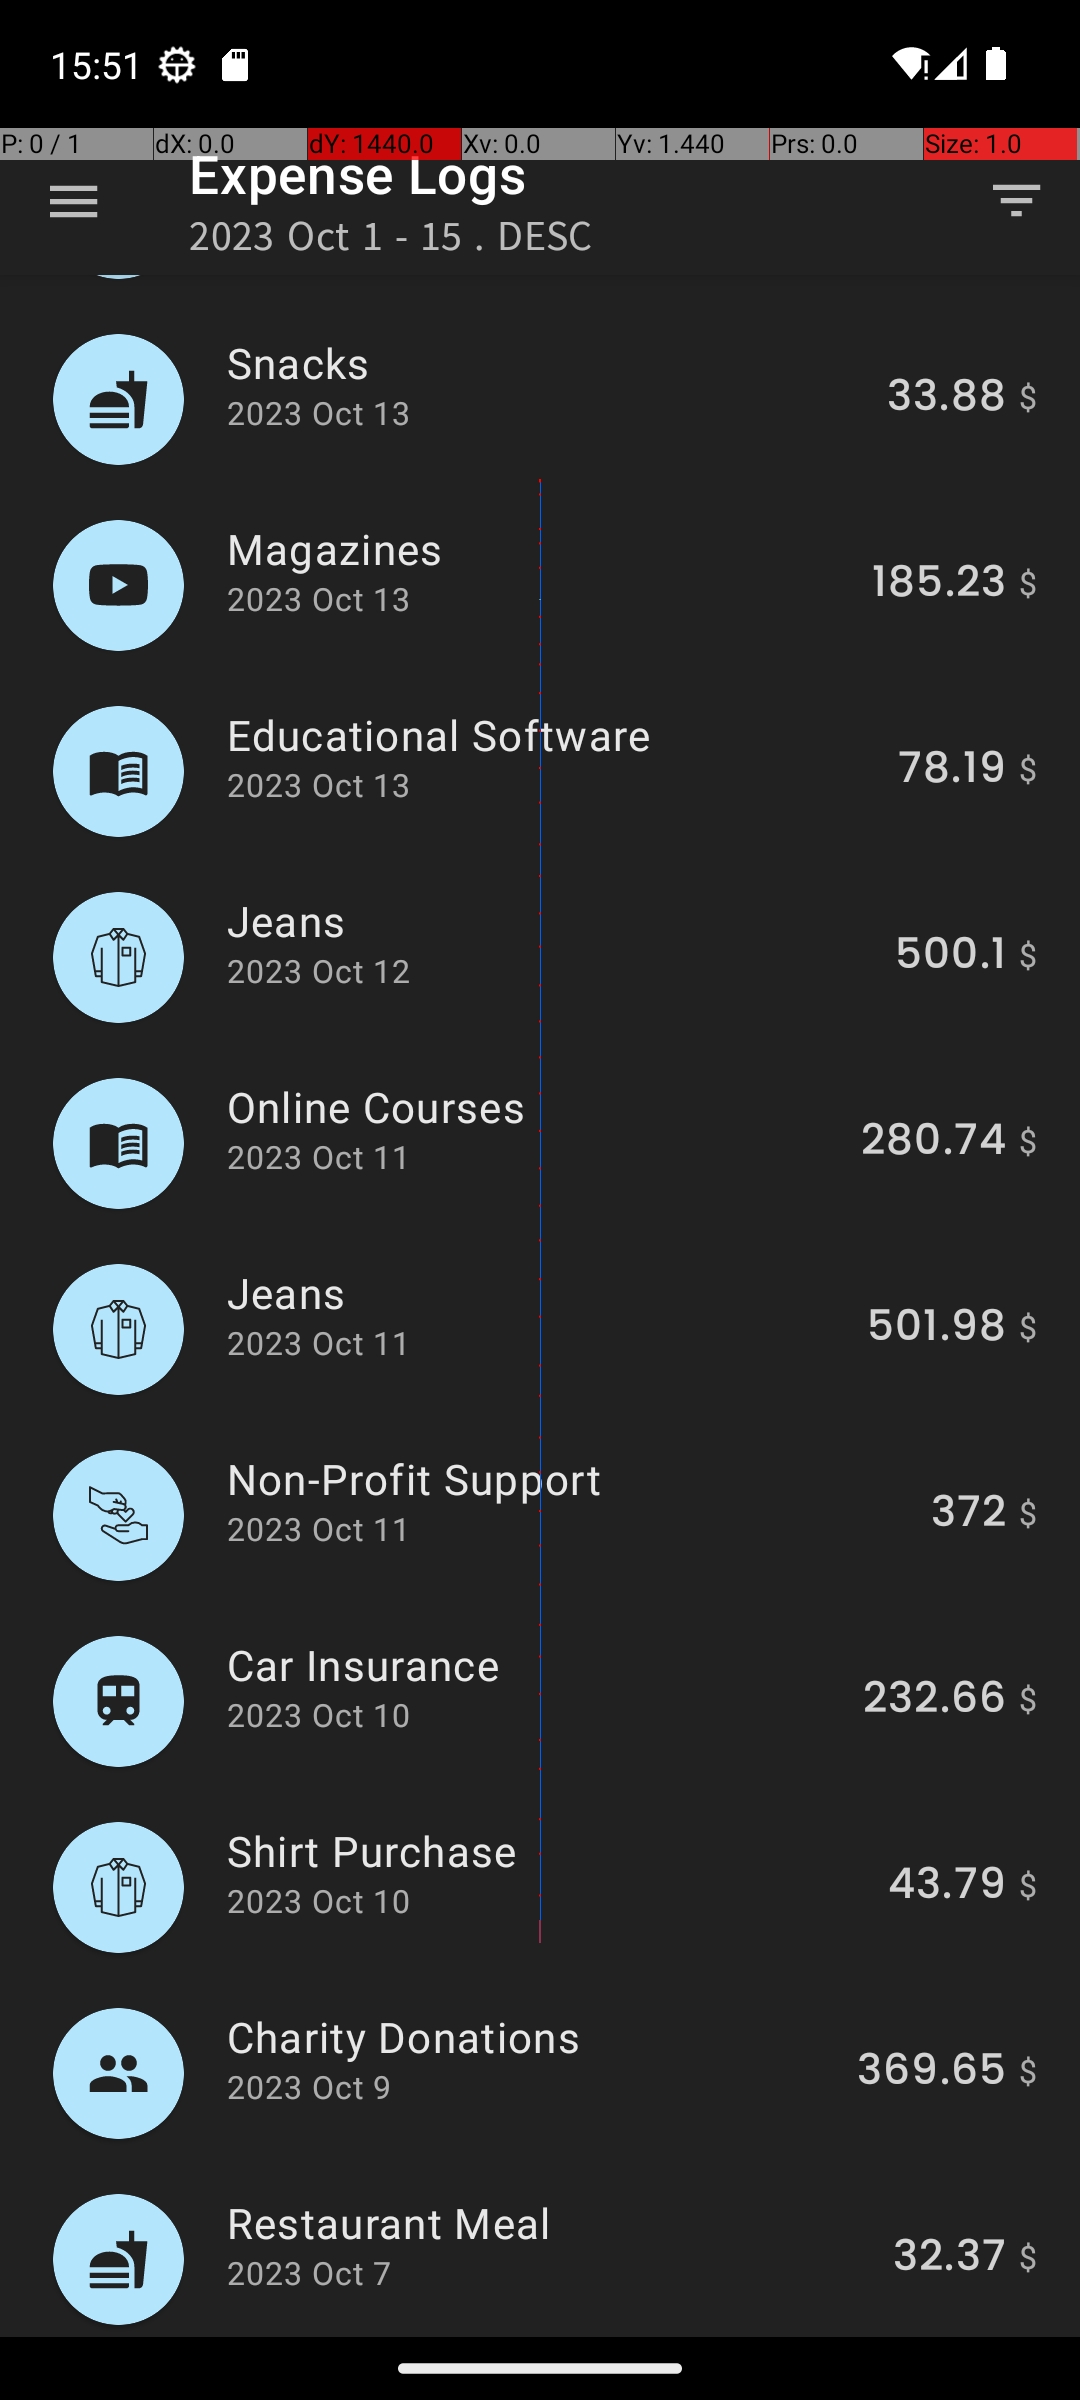 15:51
P: 0 / 1 dX: 0.0 dY: 1440.0 Xv: 0.0 Yv: 1.440 Prs: 0.0 Size: 1.0
Expense Logs
2023 Oct 1 - 15 . DESC
Snacks
2023 Oct 13
33.88 $
Magazines
2023 Oct 13
185.23 $
Educational Software
2023 Oct 13
78.19 $
Jeans
2023 Oct 12
500.1 $
Online Courses
2023 Oct 11
280.74 $
Jeans
2023 Oct 11
501.98 $
Non-Profit Support
2023 Oct 11
372 $
Car Insurance
2023 Oct 10
232.66 $
Shirt Purchase
2023 Oct 10
43.79 $
Charity Donations
2023 Oct 9
369.65 $
Restaurant Meal
2023 Oct 7
32.37 $